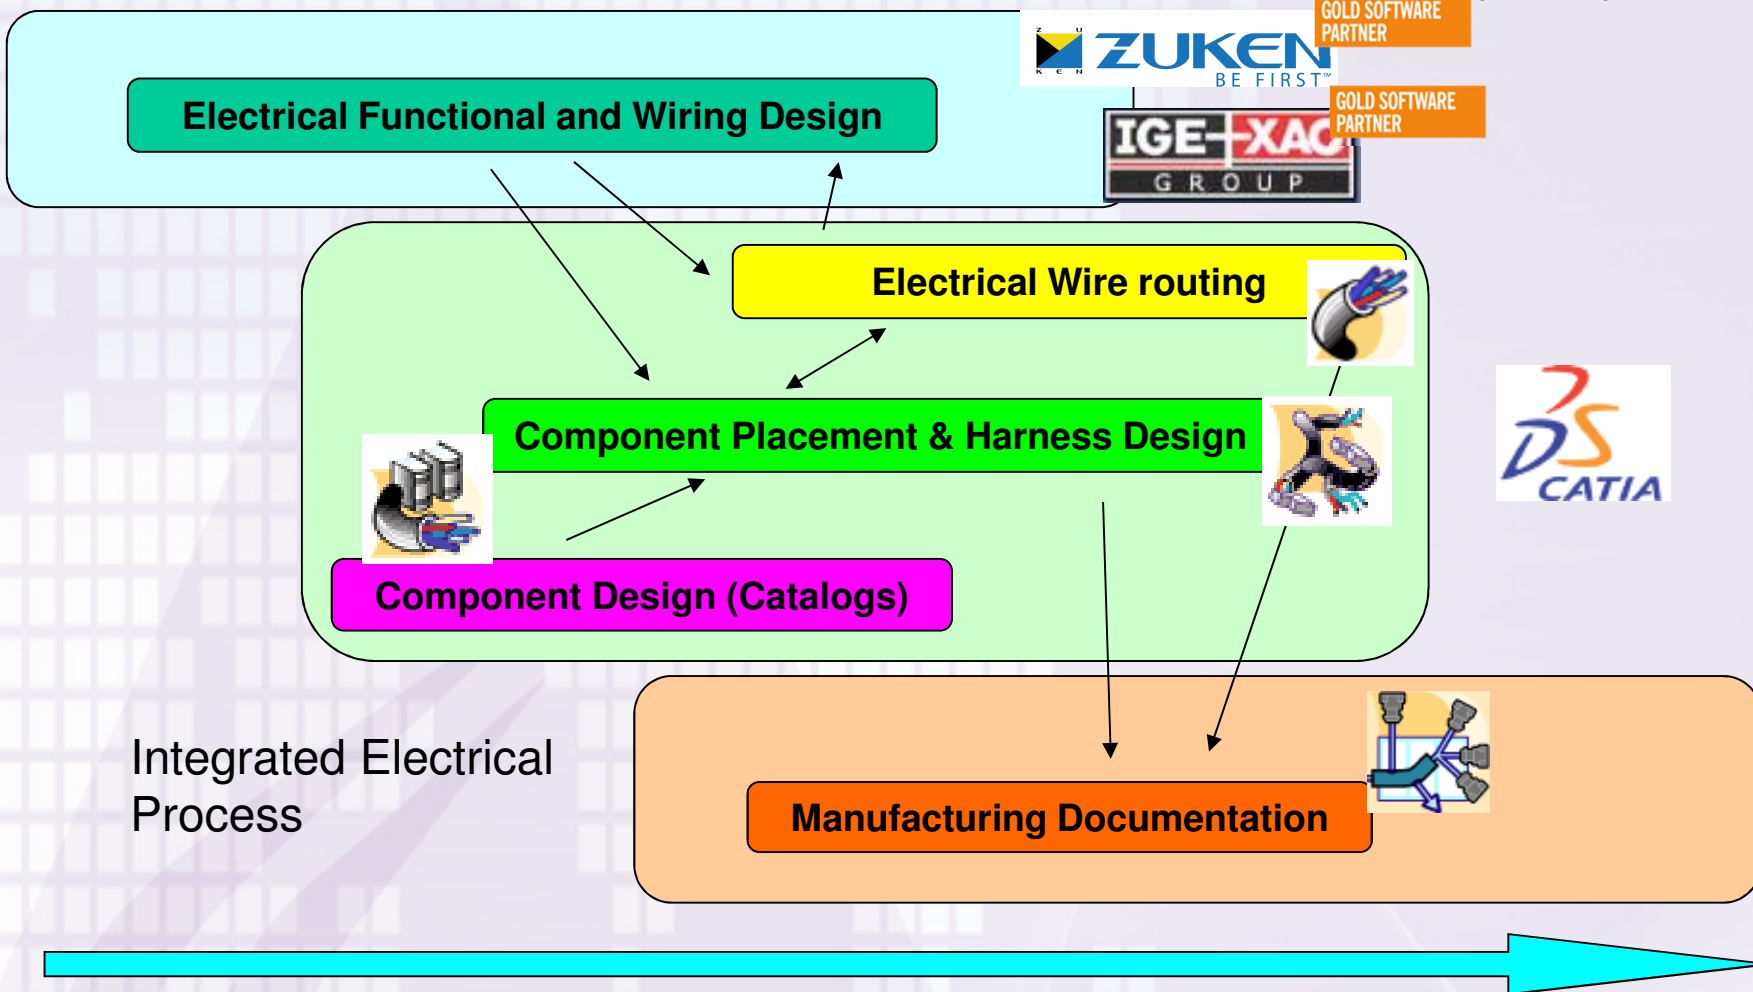 GOLD SOFTWARE
PARTNER
Z U
K E N
ZUKEN
BE FIRST™
Electrical Functional and Wiring Design
GOLD SOFTWARE
PARTNER
IGE+XAO
GROUP
Electrical Wire routing
Component Placement & Harness Design
DS
CATIA
Component Design (Catalogs)
Integrated Electrical
Process
Manufacturing Documentation